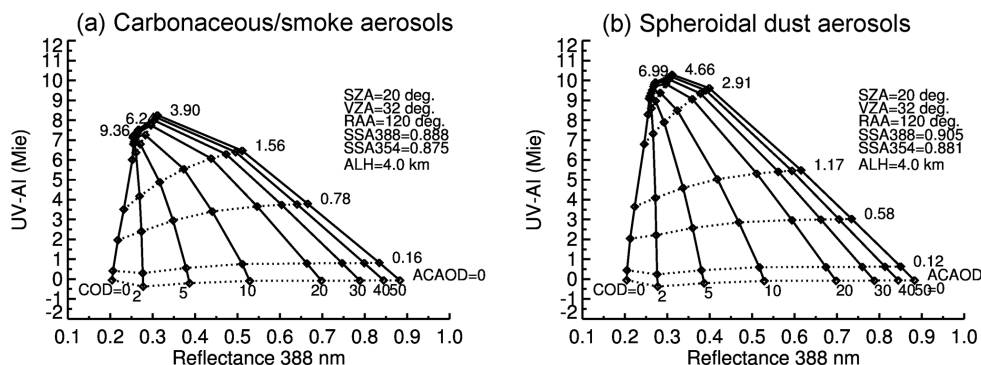 (a) Carbonaceous/smoke aerosols
12
11
10
9
8
7
6
5
4
3
2
1
0
-1
-2
UV-AI (Mie)
9.36
6.2
3.90
1.56
0.78
0.16
ACAOD=0
SZA=20 deg.
VZA=32 deg.
RAA=120 deg.
SSA388=0.888
SSA354=0.875
ALH=4.0 km
COD=0 2 5 10 20 30 40 50
0.1 0.2 0.3 0.4 0.5 0.6 0.7 0.8 0.9 1.0
Reflectance 388 nm
(b) Spheroidal dust aerosols
12
11
10
9
8
7
6
5
4
3
2
1
0
-1
-2
UV-AI (Mie)
6.99
4.66
2.91
1.17
0.58
0.12
ACAOD
=0
SZA=20 deg.
VZA=32 deg.
RAA=120 deg.
SSA388=0.905
SSA354=0.881
ALH=4.0 km
COD=0 2 5 10 20 30 40 50
0.1 0.2 0.3 0.4 0.5 0.6 0.7 0.8 0.9 1.0
Reflectance 388 nm